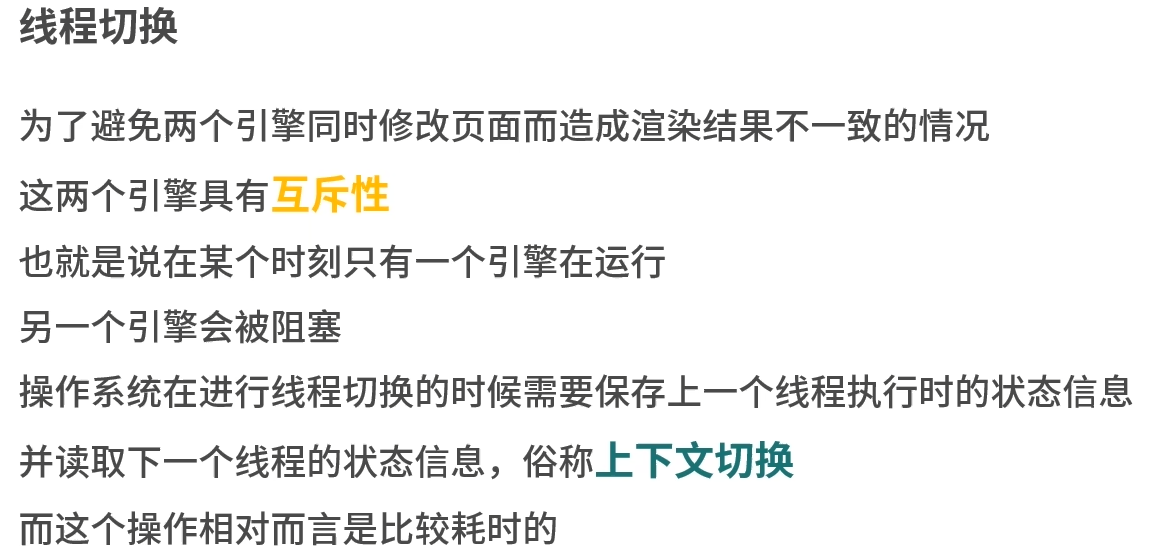 线程切换
为了避免两个引擎同时修改页面而造成渲染结果不一致的情况
这两个引擎具有互斥性
也就是说在某个时刻只有一个引擎在运行
另一个引擎会被阻塞
操作系统在进行线程切换的时候需要保存上一个线程执行时的状态信息
并读取下一个线程的状态信息，俗称上下文切换
而这个操作相对而言是比较耗时的